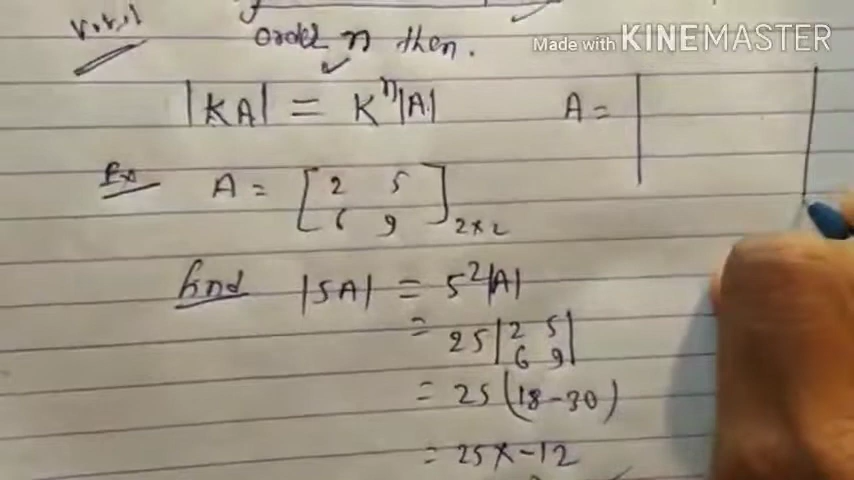 V.V.I
order n then.
Made with KINEMASTER
|KA| = Kⁿ|A| A = |
Ex A = [2 5
6 9]2×2
find |5A| = 5²|A|
= 25|2 5
6 9|
= 25(18-30)
= 25×-12